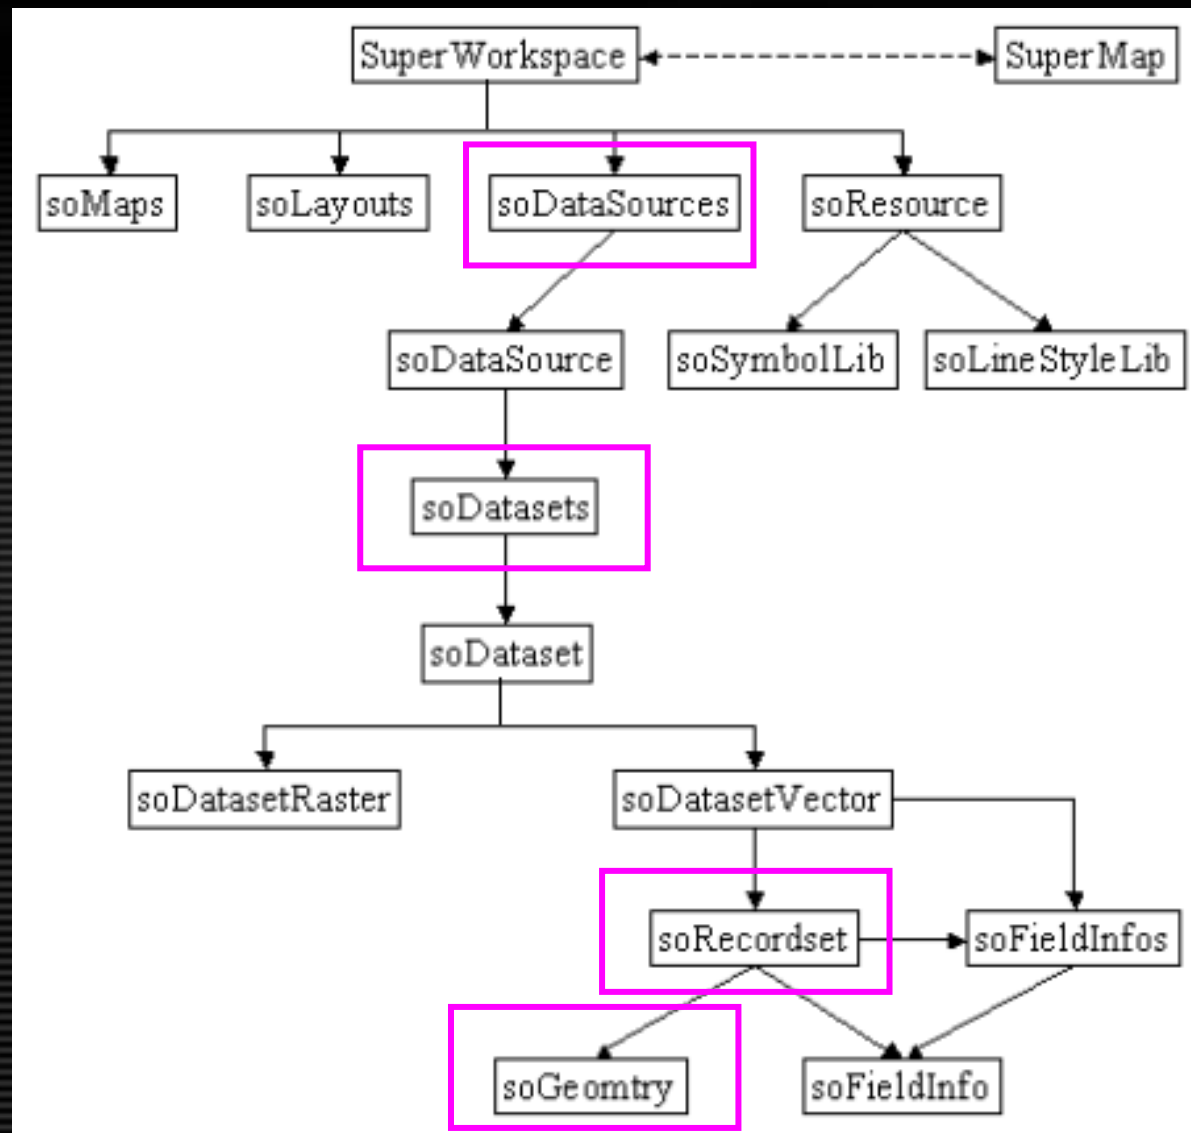 SuperWorkspace
SuperMap
soMaps
soLayouts
soDataSources
soResource
soDataSource
soSymbolLib
soLineStyleLib
soDatasets
soDataset
soDatasetRaster
soDatasetVector
soRecordset
soFieldInfos
soGeomtry
soFieldInfo